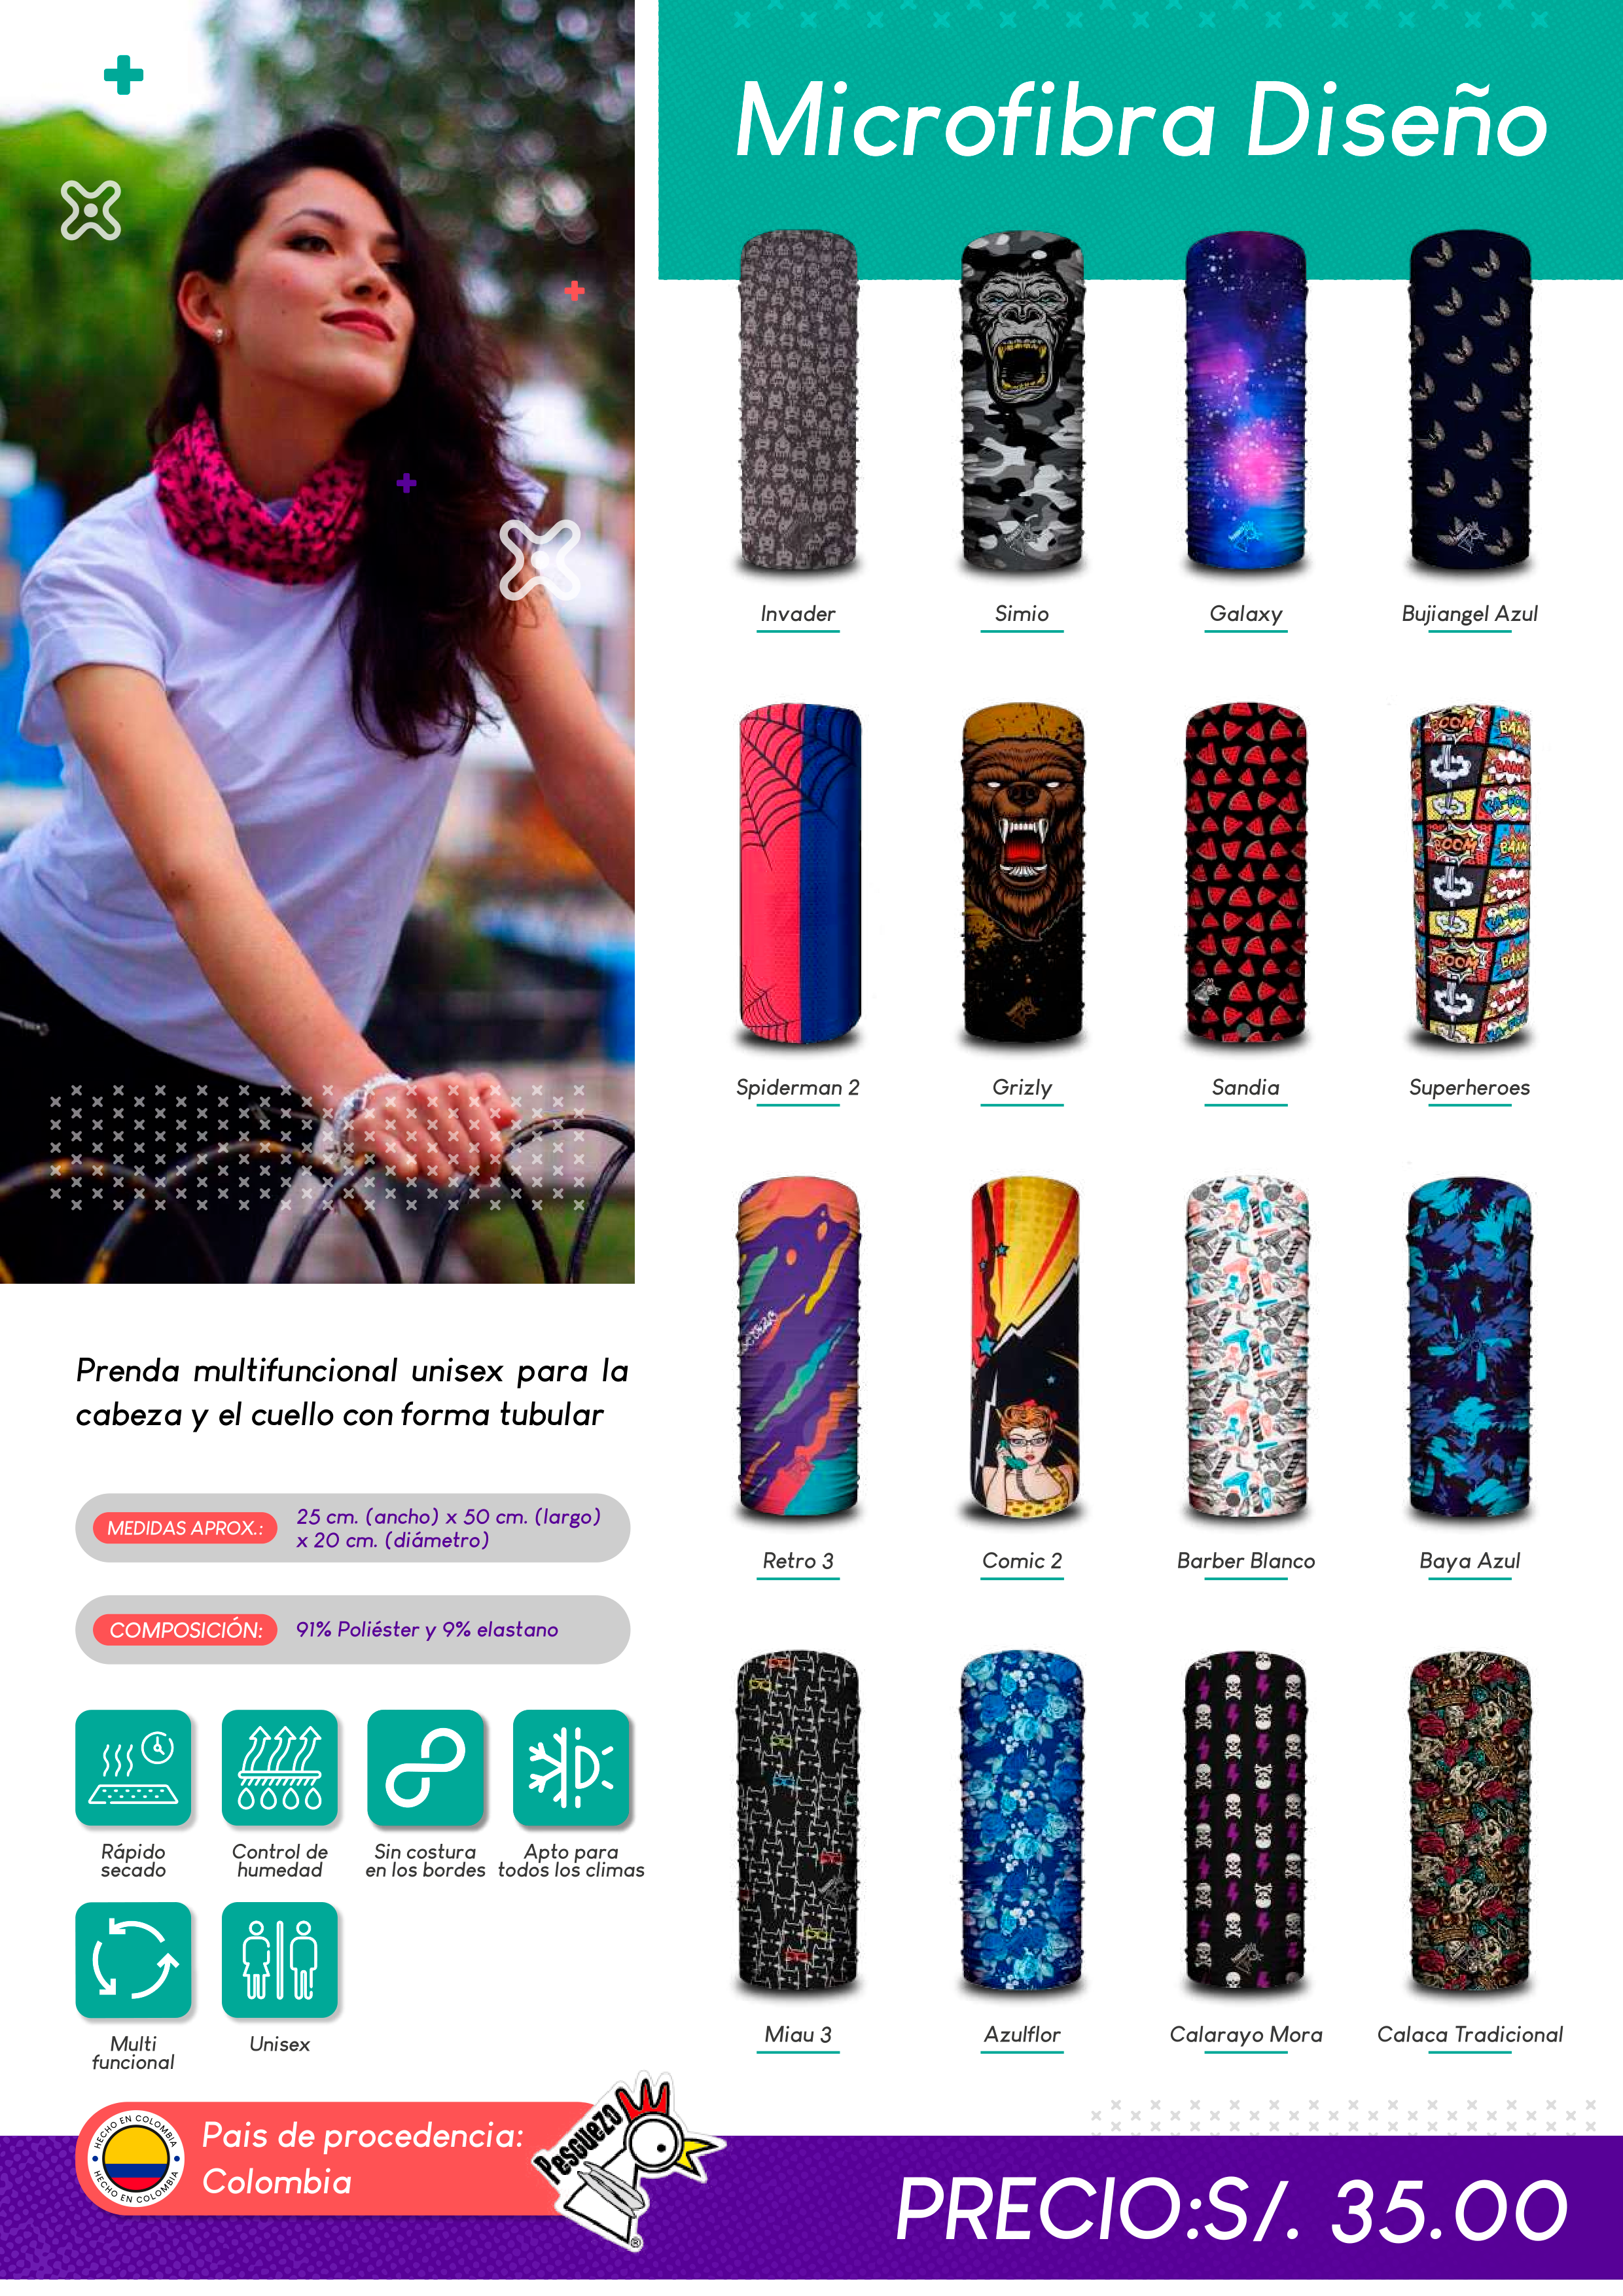 Microfibra Diseño
Invader
Simio
Galaxy
Bujiangel Azul
Spiderman 2
Grizly
Sandia
Superheroes
Retro 3
Comic 2
Barber Blanco
Baya Azul
Miau 3
Azulflor
Calarayo Mora
Calaca Tradicional
Prenda multifuncional unisex para la
cabeza y el cuello con forma tubular
MEDIDAS APROX.:
25 cm. (ancho) x 50 cm. (largo)
x 20 cm. (diámetro)
COMPOSICIÓN:
91% Poliéster y 9% elastano
Rápido
secado
Control de
humedad
Sin costura
en los bordes
Apto para
todos los climas
Multi
funcional
Unisex
HECHO EN COLOMBIA
HECHO EN COLOMBIA
Pais de procedencia:
Colombia
Pescuezo
®
PRECIO:S/. 35.00